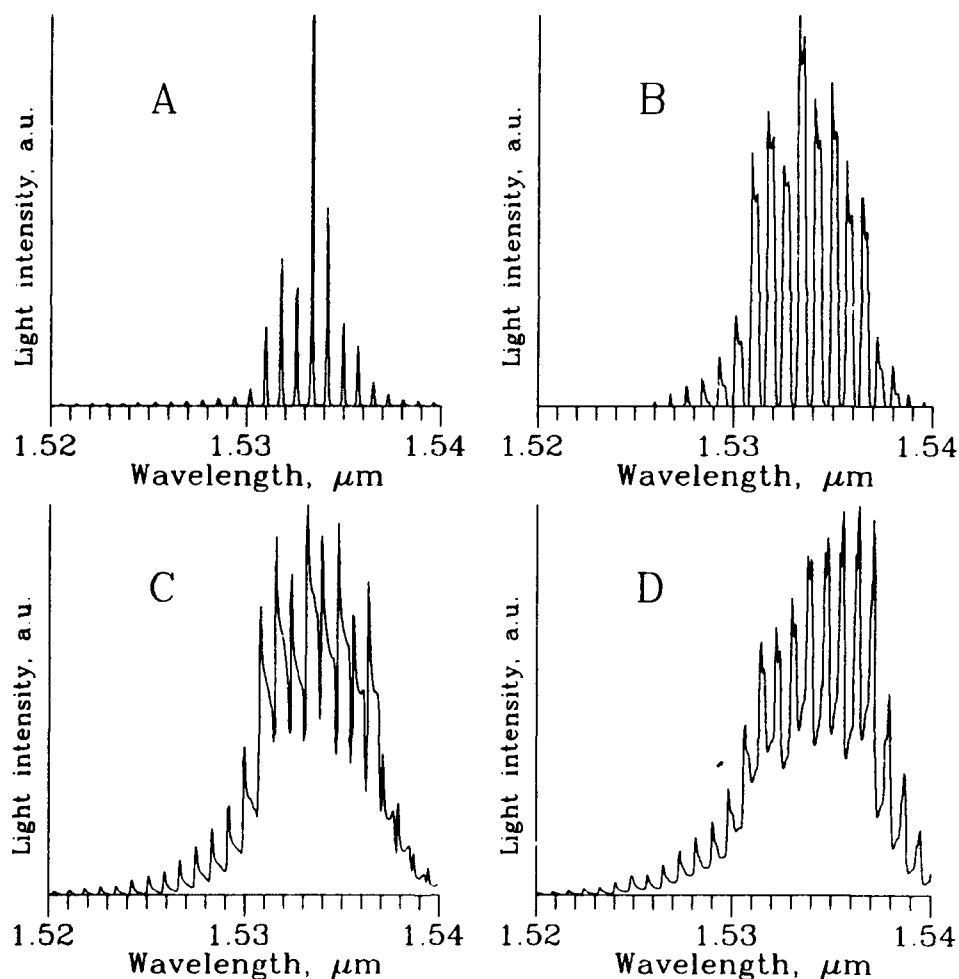 A
Light intensity, a.u.
1.52 1.53 1.54
Wavelength, μm
B
Light intensity, a.u.
1.52 1.53 1.54
Wavelength, μm
C
Light intensity, a.u.
1.52 1.53 1.54
Wavelength, μm
D
Light intensity, a.u.
1.52 1.53 1.54
Wavelength, μm